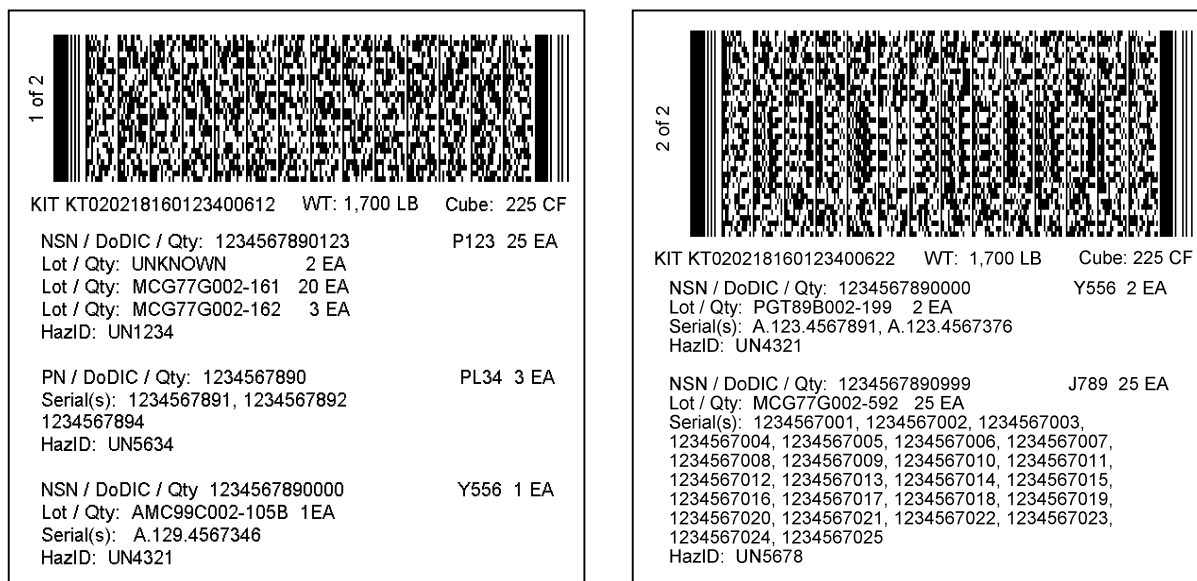 1 of 2
KIT KT020218160123400612 WT: 1,700 LB Cube: 225 CF
NSN / DoDIC / Qty: 1234567890123 P123 25 EA
Lot / Qty: UNKNOWN 2 EA
Lot / Qty: MCG77G002-161 20 EA
Lot / Qty: MCG77G002-162 3 EA
HazID: UN1234
PN / DoDIC / Qty: 1234567890 PL34 3 EA
Serial(s): 1234567891, 1234567892
1234567894
HazID: UN5634
NSN / DoDIC / Qty 1234567890000 Y556 1 EA
Lot / Qty: AMC99C002-105B 1EA
Serial(s): A.129.4567346
HazID: UN4321
2 of 2
KIT KT020218160123400622 WT: 1,700 LB Cube: 225 CF
NSN / DoDIC / Qty: 1234567890000 Y556 2 EA
Lot / Qty: PGT89B002-199 2 EA
Serial(s): A.123.4567891, A.123.4567376
HazID: UN4321
NSN / DoDIC / Qty: 1234567890999 J789 25 EA
Lot / Qty: MCG77G002-592 25 EA
Serial(s): 1234567001, 1234567002, 1234567003,
1234567004, 1234567005, 1234567006, 1234567007,
1234567008, 1234567009, 1234567010, 1234567011,
1234567012, 1234567013, 1234567014, 1234567015,
1234567016, 1234567017, 1234567018, 1234567019,
1234567020, 1234567021, 1234567022, 1234567023,
1234567024, 1234567025
HazID: UN5678